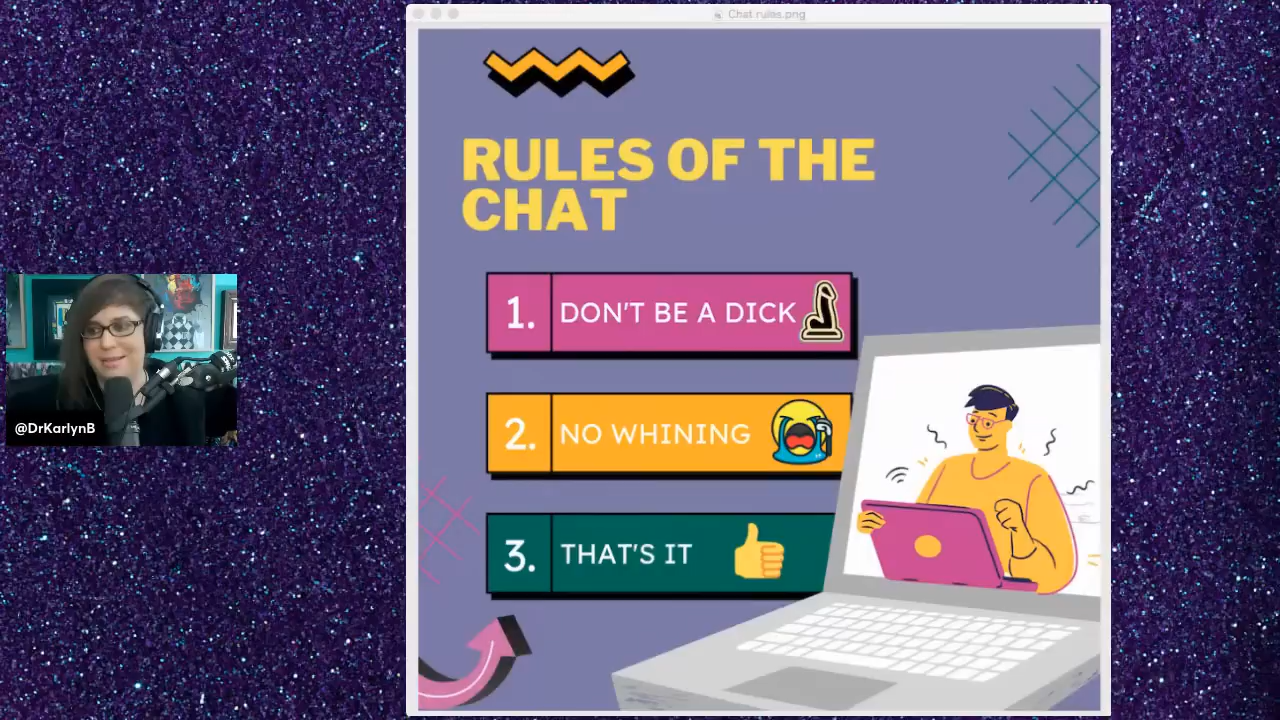 Chat rules.png
RULES OF THE
CHAT
1. DON'T BE A DICK
2. NO WHINING
3. THAT'S IT
@DrKarlynB